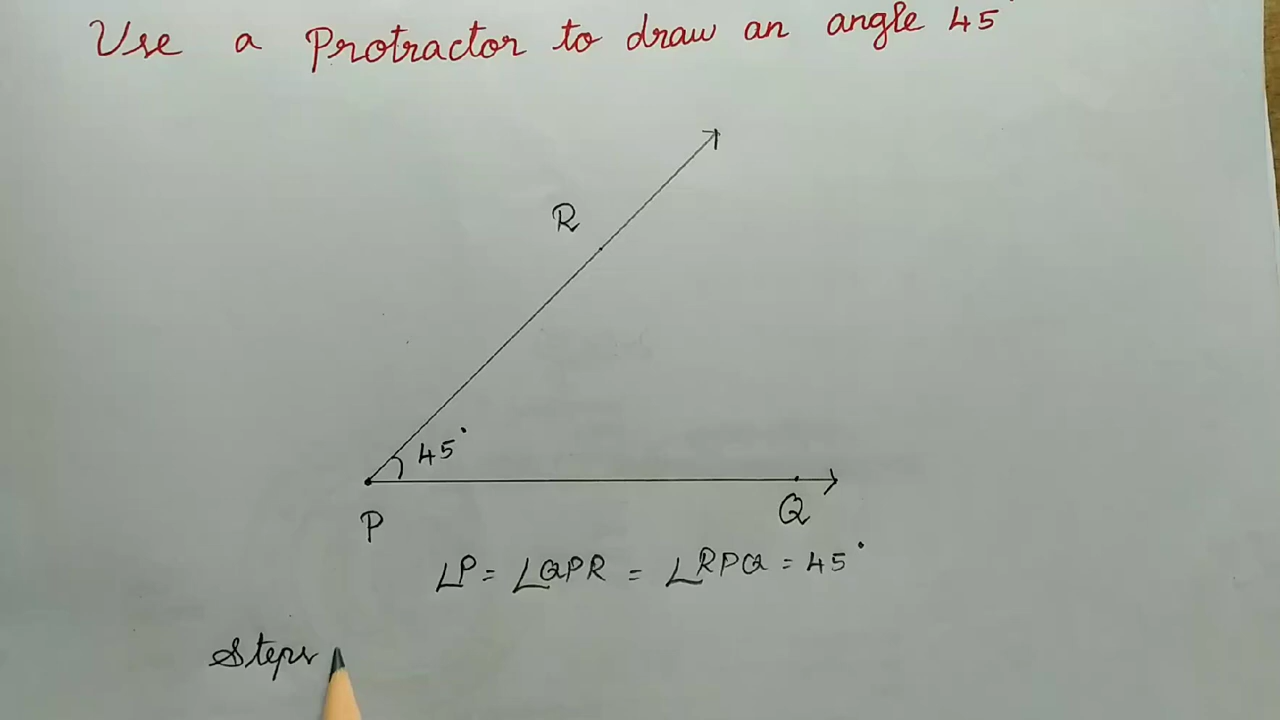 Use a Protractor to draw an angle 45°
R
45°
P
Q
∠P = ∠QPR = ∠RPQ = 45°
Steps